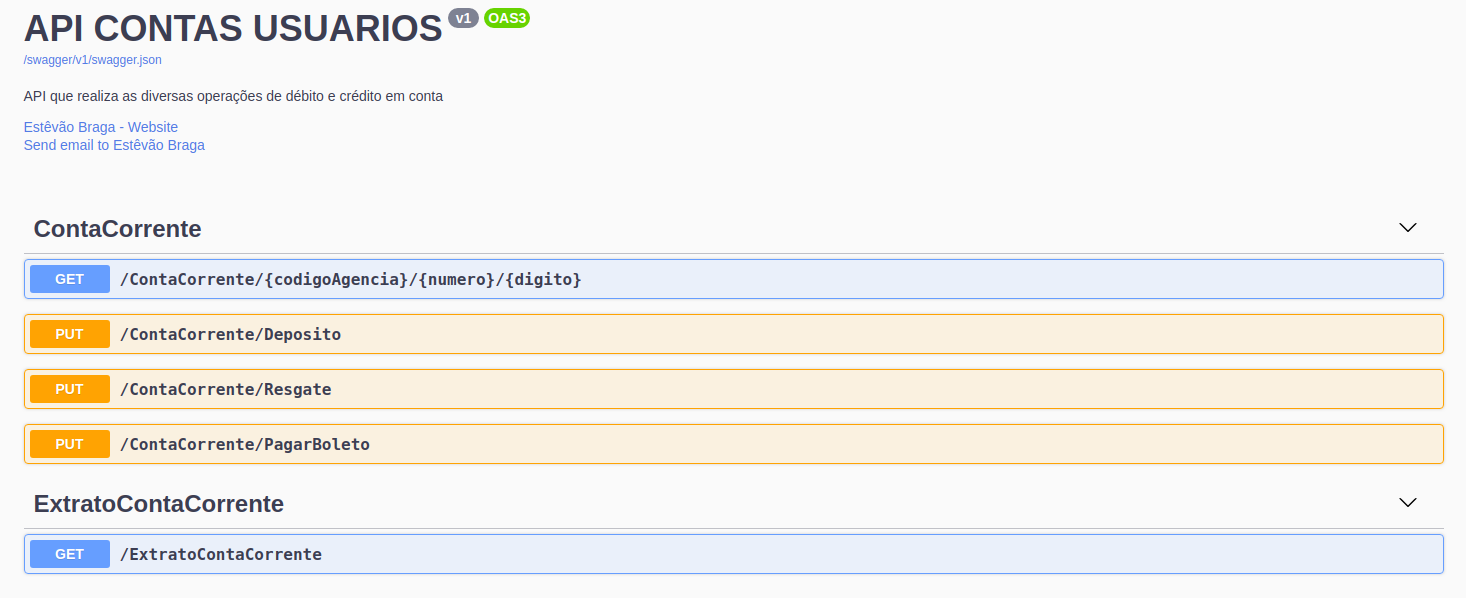 API CONTAS USUARIOS v1 OAS3
/swagger/v1/swagger.json
API que realiza as diversas operações de débito e crédito em conta
Estêvão Braga - Website
Send email to Estêvão Braga
ContaCorrente
GET /ContaCorrente/{codigoAgencia}/{numero}/{digito}
PUT /ContaCorrente/Deposito
PUT /ContaCorrente/Resgate
PUT /ContaCorrente/PagarBoleto
ExtratoContaCorrente
GET /ExtratoContaCorrente